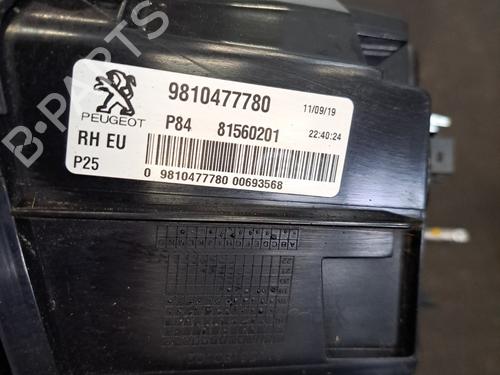 B-PARTS
PEUGEOT
9810477780
11/09/19
P84 81560201
22:40:24
RH EU
P25
0 9810477780 00693568